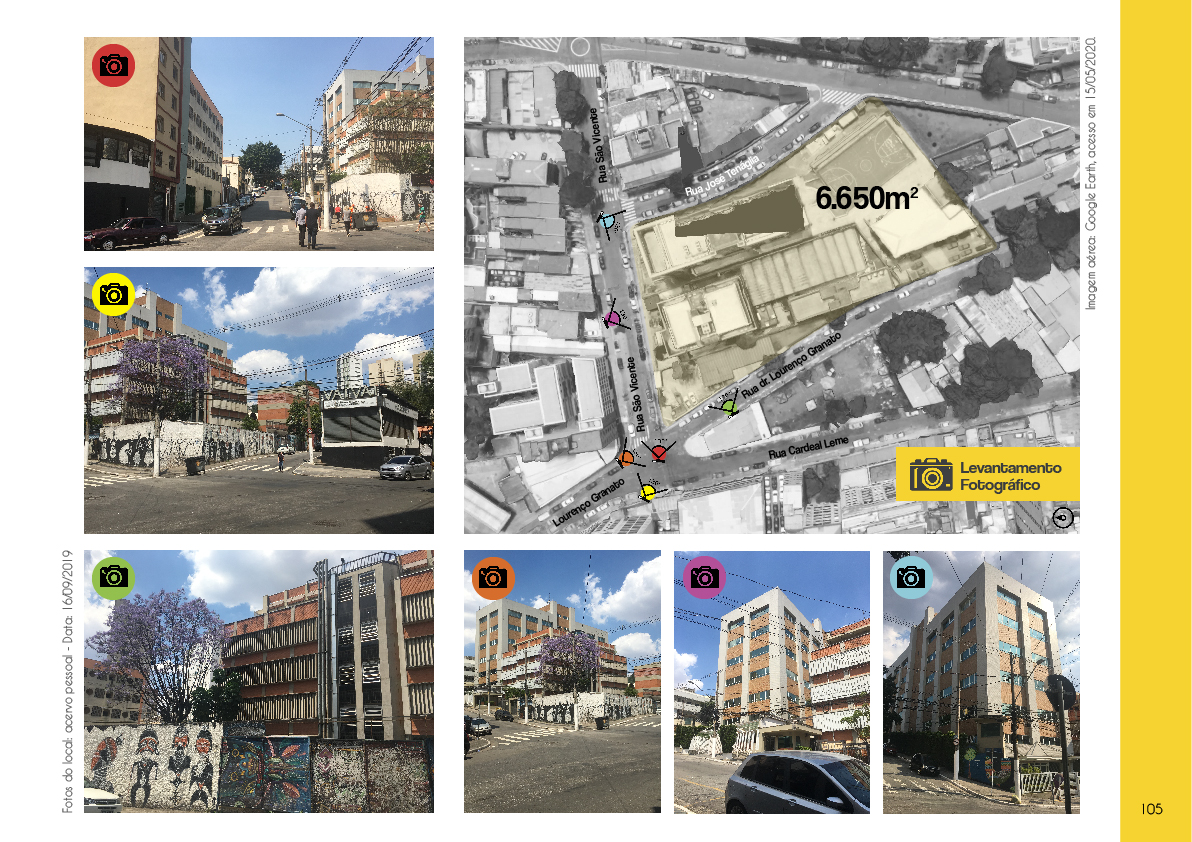 Rua São Vicente
Rua José Tenaglia
6.650m²
Rua São Vicente
Rua dr. Lourenço Granato
Rua Cardeal Leme
Lourenço Granato
Levantamento
Fotográfico
Imagem aérea: Google Earth, acesso em 15/05/2020.
Fotos do local: acervo pessoal - Data: 16/09/2019
105